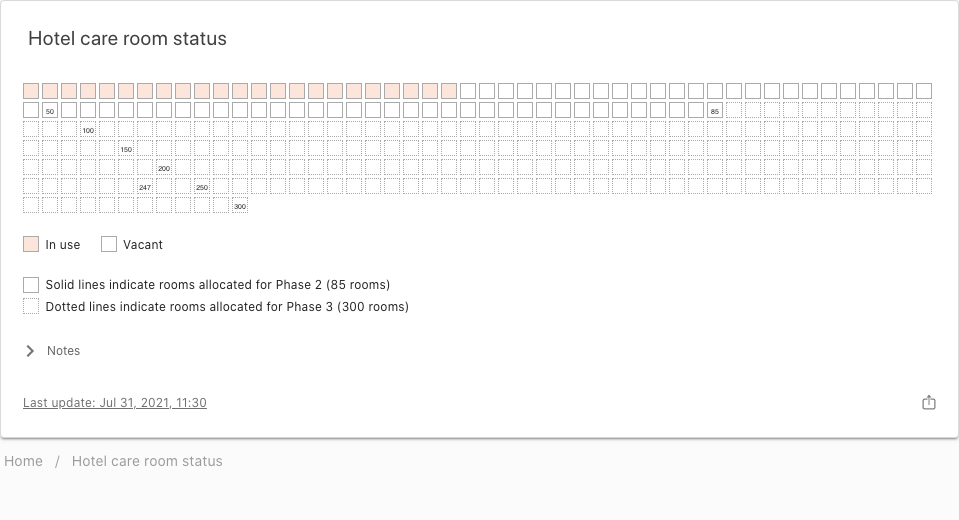 Hotel care room status
50
85
100
150
200
247
250
300
In use
Vacant
Solid lines indicate rooms allocated for Phase 2 (85 rooms)
Dotted lines indicate rooms allocated for Phase 3 (300 rooms)
Notes
Last update: Jul 31, 2021, 11:30
Home / Hotel care room status